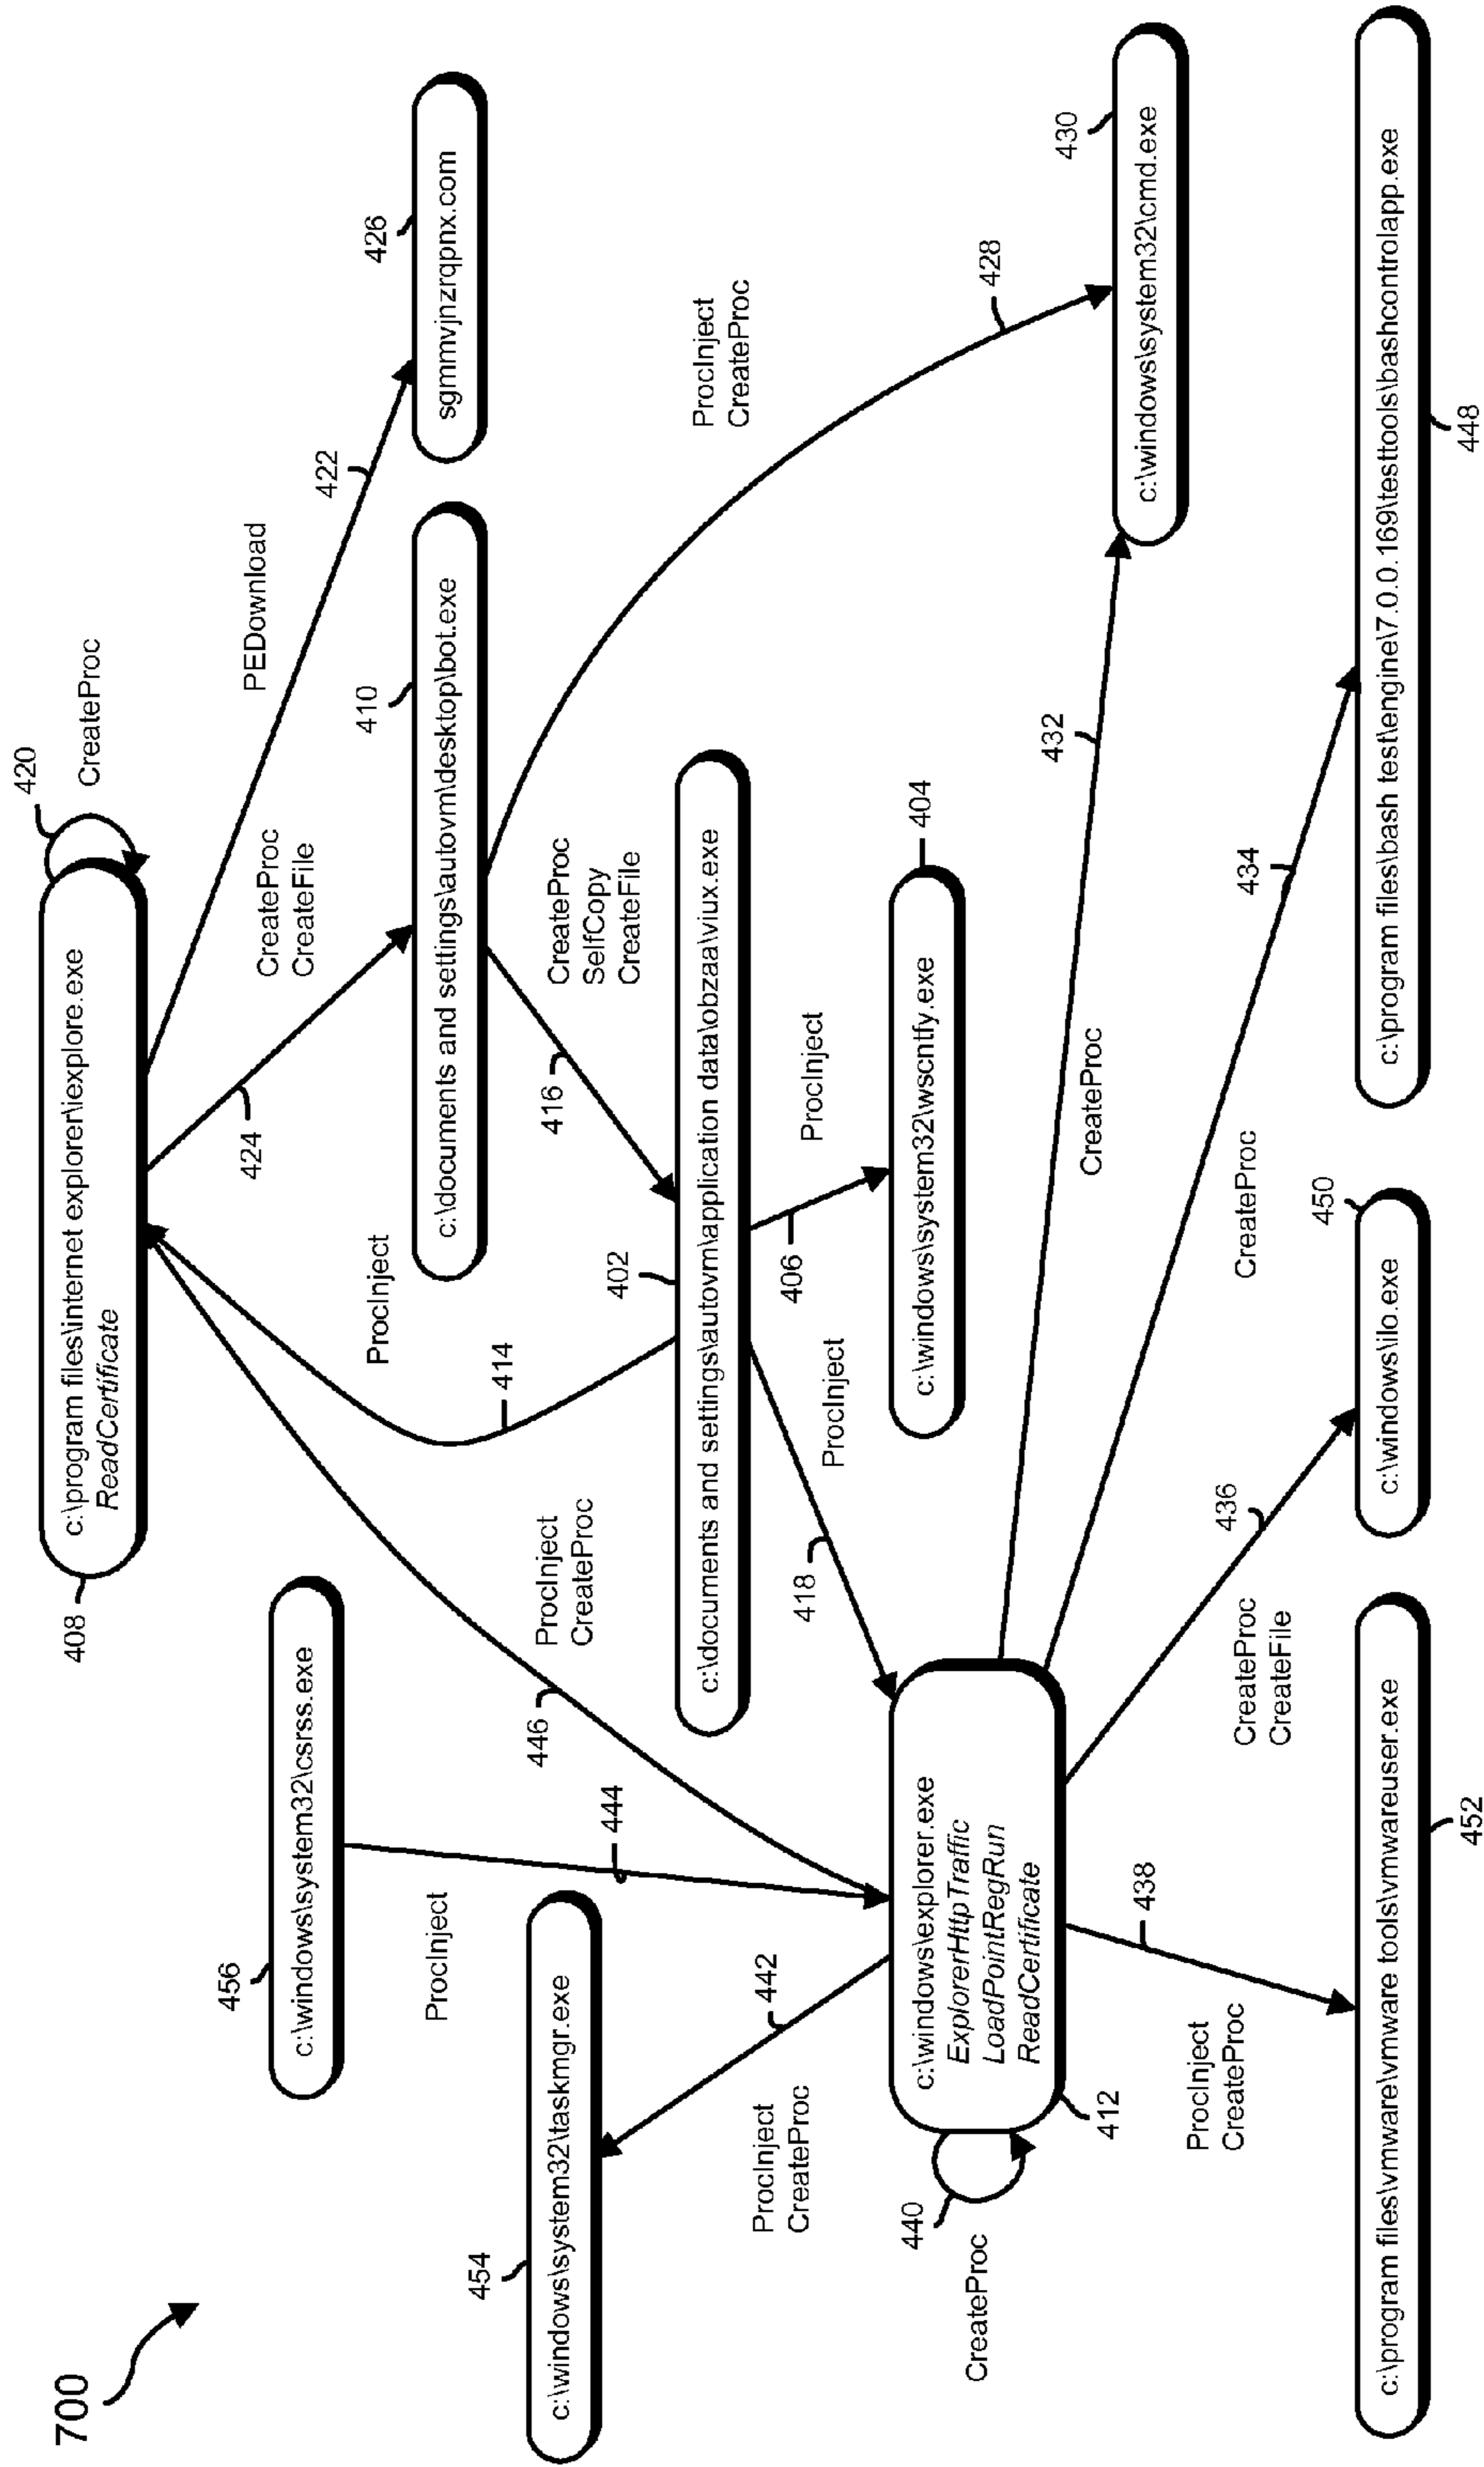 700
408
c:\program files\internet explorer\iexplore.exe
ReadCertificate
420
CreateProc
456
c:\windows\system32\csrss.exe
ProcInject
444
ProcInject
CreateProc
446
ProcInject
414
424
CreateProc
CreateFile
PEDownload
422
426
sgmmvjnzrqpnx.com
410
c:\documents and settings\autovm\desktop\bot.exe
454
c:\windows\system32\taskmgr.exe
ProcInject
CreateProc
442
402
c:\documents and settings\autovm\application data\obzaa\viux.exe
416
CreateProc
SelfCopy
CreateFile
ProcInject
CreateProc
428
418
ProcInject
406
ProcInject
404
c:\windows\system32\wscntfy.exe
440
CreateProc
c:\windows\explorer.exe
ExplorerHttpTraffic
LoadPointRegRun
ReadCertificate
412
432
CreateProc
430
c:\windows\system32\cmd.exe
ProcInject
CreateProc
438
CreateProc
CreateFile
436
CreateProc
434
c:\program files\vmware\vmware tools\vmwareuser.exe
452
c:\windows\ilo.exe
450
c:\program files\bash test\engine\7.0.0.169\testtools\bashcontrolapp.exe
448